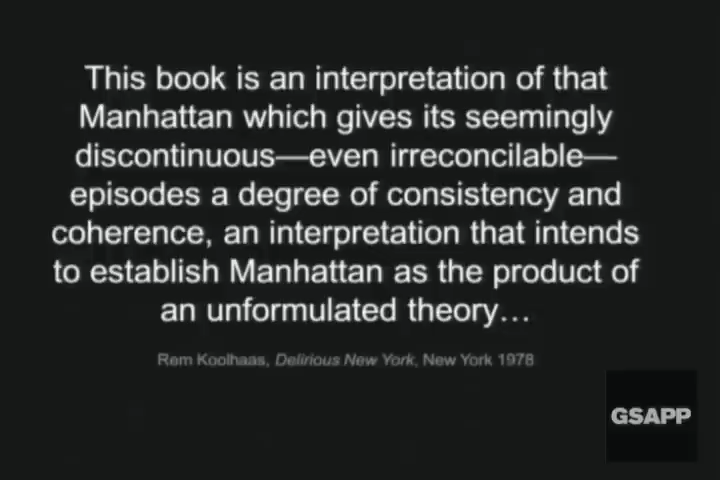 This book is an interpretation of that
Manhattan which gives its seemingly
discontinuous—even irreconcilable—
episodes a degree of consistency and
coherence, an interpretation that intends
to establish Manhattan as the product of
an unformulated theory…
Rem Koolhaas, Delirious New York, New York 1978
GSAPP